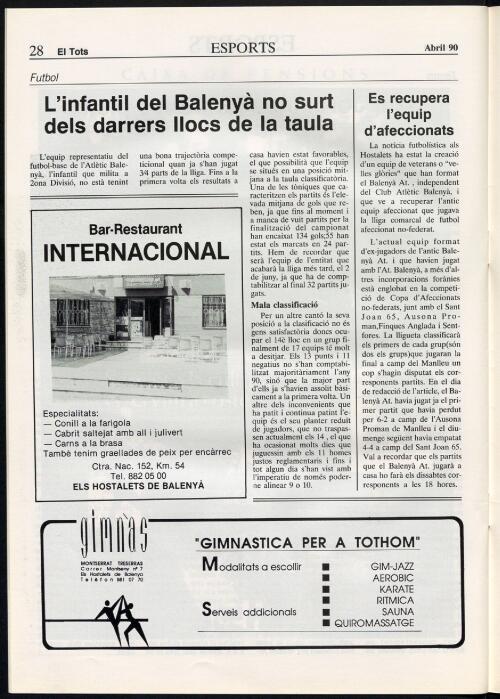 28 El Tots
ESPORTS
Abril 90
Futbol
L'infantil del Balenyà no surt
dels darrers llocs de la taula
L'equip representatiu del
futbol-base de l'Atlètic Bale-
nyà, l'infantil que milita a
2ona Divisió, no està tenint
una bona trajectòria compe-
ticional quan ja s'han jugat
3/4 parts de la lliga. Fins a la
primera volta els resultats a
casa havien estat favorables,
el que possibilità que l'equip
se situés en una posició mit-
jana a la taula classificatòria.
Una de les tòniques que ca-
racteritzen els partits és l'ele-
vada mitjana de gols que re-
ben, ja que fins al moment i
a manca de vuit partits per la
finalització del campionat
han encaixat 134 gols;55 han
estat els marcats en 24 par-
tits. Hem de recordar que
serà l'equip de l'entitat que
acabarà la lliga més tard, el 2
de juny, ja que ha de comp-
tabilitzar al final 32 partits ju-
gats.
Mala classificació
Per un altre cantó la seva
posició a la clasificació no és
gens satisfactòria doncs ocu-
par el 14è lloc en un grup fi-
nalment de 17 equips té molt
a desitjar. Els 13 punts i 11
negatius no s'han comptabi-
litzat majoritàriament l'any
90, sinó que la major part
d'ells ja s'havien assolit bàsi-
cament a la primera volta. Un
altre dels inconvenients que
ha patit i continua patint l'e-
quip és el seu planter reduït
de jugadors, que no traspas-
sen actualment els 14 , el que
ha ocasionat molts dies que
juguessin amb els 11 homes
justos reglamentaris i fins i
tot algun dia s'han vist amb
l'imperatiu de només poder-
ne alinear 9 o 10.
Es recupera
l'equip
d'afeccionats
La notícia futbolística als
Hostalets ha estat la creació
d'un equip de veterans o "ve-
lles glòries" que han format
el Balenyà At. , independent
del Club Atlètic Balenyà, i
que ve a recuperar l'antic
equip afeccionat que jugava
la lliga comarcal de futbol
afeccionat no-federat.
L'actual equip format
d'ex-jugadors de l'antic Bale-
nyà At. i que havien jugat
amb l'At. Balenyà, a més d'al-
tres incorporacions forànies
està englobat en la competi-
ció de Copa d'Afeccionats
no-federats, junt amb el Sant
Joan 65, Ausona Pro-
man,Finques Anglada i Sent-
fores. La lligueta classificarà
els primers de cada grup(són
dos els grups)que jugaran la
final a camp del Manlleu un
cop s'hagin disputat els cor-
responents partits. En el dia
de redacció de l'article, el Ba-
lenyà At. havia jugat ja el pri-
mer partit que havia perdut
per 6-2 a camp de l'Ausona
Proman de Manlleu i el diu-
menge següent havia empatat
4-4 a camp del Sant Joan 65.
Val a recordar que els partits
que el Balenyà At. jugarà a
casa ho farà els dissabtes cor-
responents a les 18 hores.
Bar-Restaurant
INTERNACIONAL
Especialitats:
— Conill a la farigola
— Cabrit saltejat amb all i julivert
— Carns a la brasa
També tenim graellades de peix per encàrrec
Ctra. Nac. 152, Km. 54
Tel. 882 05 00
ELS HOSTALETS DE BALENYÀ
gimnàs
MONTSERRAT TRESERRAS
Carrer Montseny nº 7
Els Hostalets de Balenyà
Telèfon 881 07 70
"GIMNASTICA PER A TOTHOM"
Modalitats a escollir
■ GIM-JAZZ
■ AEROBIC
■ KARATE
■ RITMICA
Serveis addicionals
■ SAUNA
■ QUIROMASSATGE